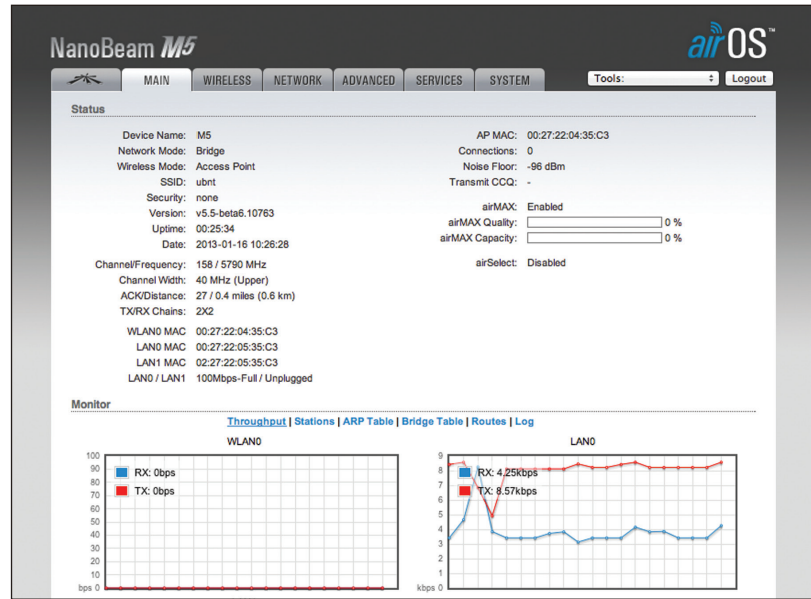 NanoBeam M5
airOS™
MAIN WIRELESS NETWORK ADVANCED SERVICES SYSTEM Tools: Logout
Status
Device Name: M5
Network Mode: Bridge
Wireless Mode: Access Point
SSID: ubnt
Security: none
Version: v5.5-beta6.10763
Uptime: 00:25:34
Date: 2013-01-16 10:26:28
Channel/Frequency: 158 / 5790 MHz
Channel Width: 40 MHz (Upper)
ACK/Distance: 27 / 0.4 miles (0.6 km)
TX/RX Chains: 2X2
WLAN0 MAC 00:27:22:04:35:C3
LAN0 MAC 00:27:22:05:35:C3
LAN1 MAC 02:27:22:05:35:C3
LAN0 / LAN1 100Mbps-Full / Unplugged
AP MAC: 00:27:22:04:35:C3
Connections: 0
Noise Floor: -96 dBm
Transmit CCQ: -
airMAX: Enabled
airMAX Quality: 0 %
airMAX Capacity: 0 %
airSelect: Disabled
Monitor
Throughput | Stations | ARP Table | Bridge Table | Routes | Log
WLAN0
100
90
80
70
60
50
40
30
20
10
bps 0
RX: 0bps
TX: 0bps
LAN0
9
8
7
6
5
4
3
2
1
kbps 0
RX: 4.25kbps
TX: 8.57kbps